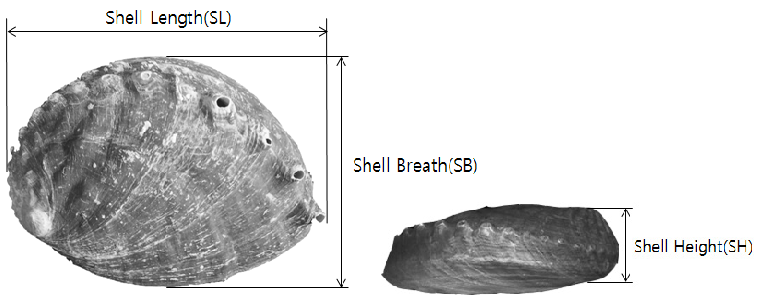 Shell Length(SL)
Shell Breath(SB)
Shell Height(SH)